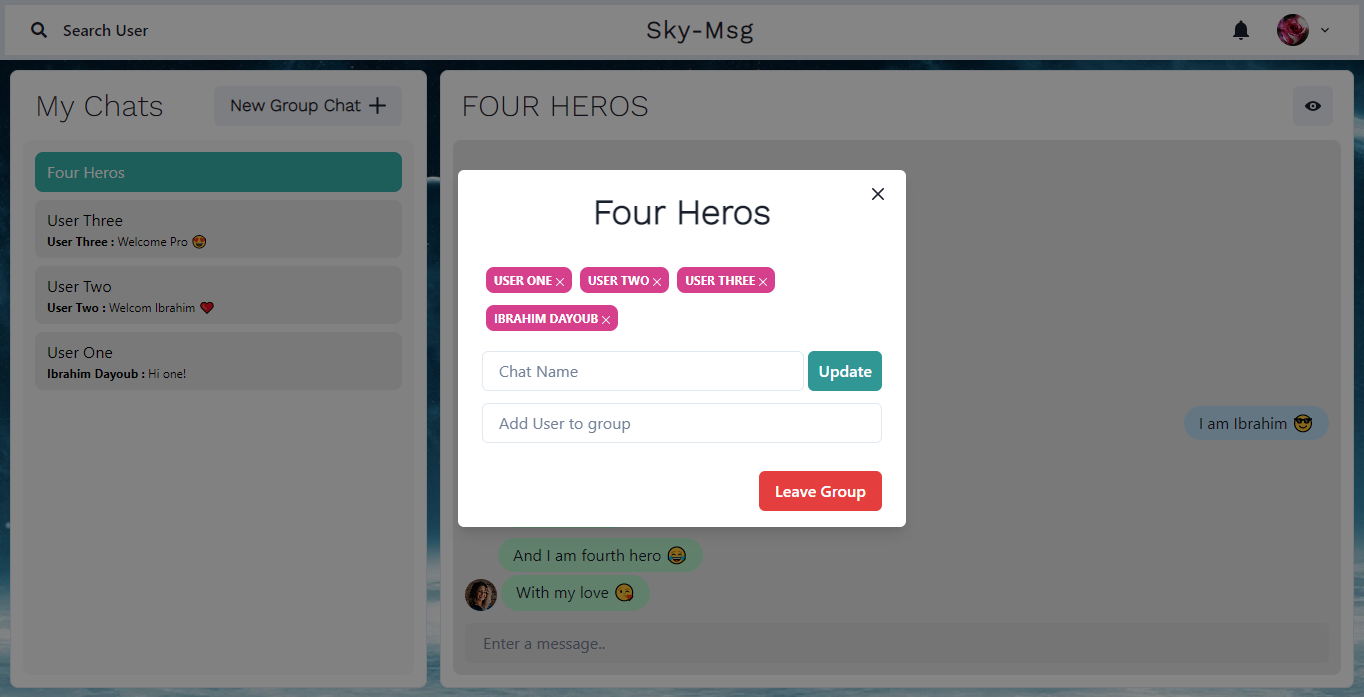 Search User
Sky-Msg
My Chats
New Group Chat
Four Heros
User Three
User Three : Welcome Pro 😍
User Two
User Two : Welcom Ibrahim ❤️
User One
Ibrahim Dayoub : Hi one!
FOUR HEROS
Four Heros
USER ONE
USER TWO
USER THREE
IBRAHIM DAYOUB
Chat Name
Update
Add User to group
Leave Group
I am Ibrahim 😎
And I am fourth hero 😄
With my love 😘
Enter a message..